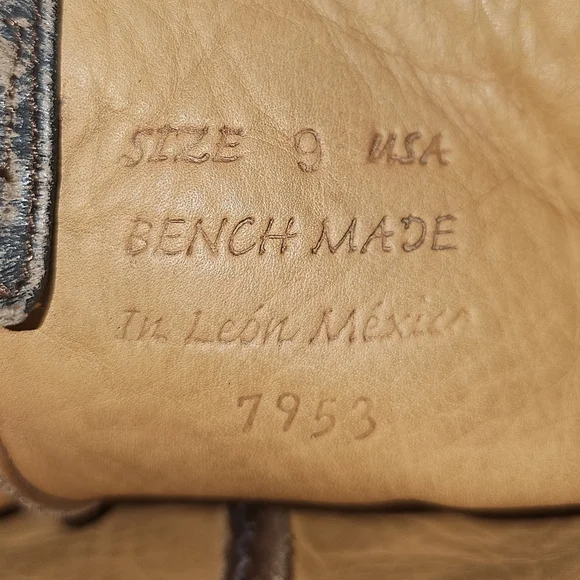 SIZE 9 USA
BENCH MADE
In León México
7953